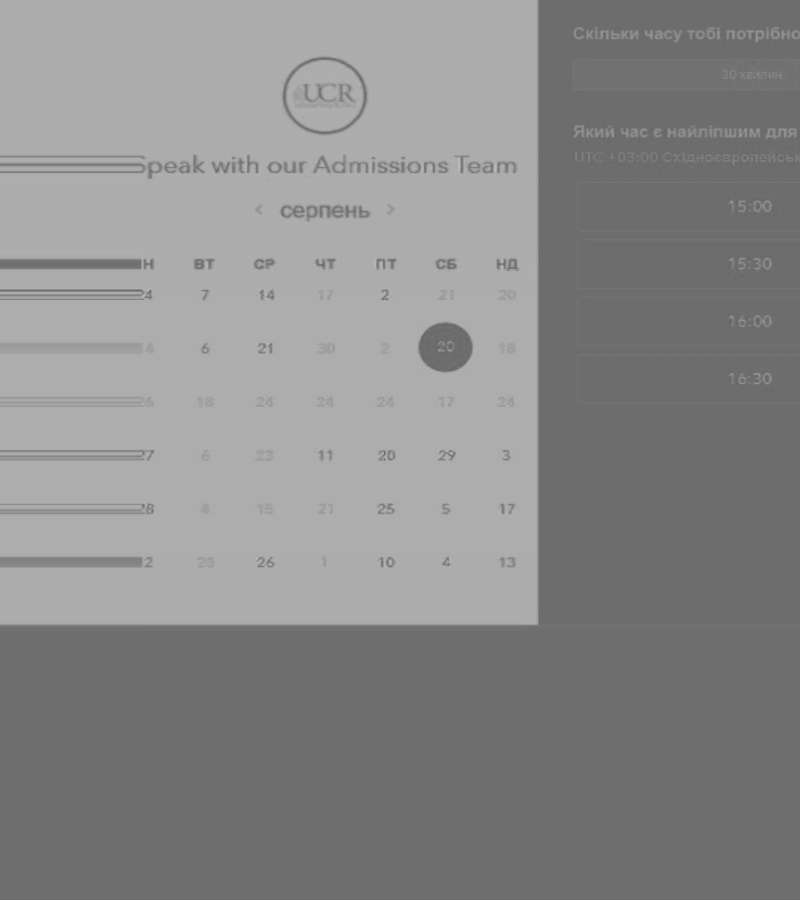 UCR
Speak with our Admissions Team
< серпень >
Н ВТ СР ЧТ ПТ СБ НД
24 7 14 17 2 21 20
4 6 21 30 2 20 18
26 18 24 24 24 17 24
27 6 23 11 20 29 3
28 4 15 21 25 5 17
2 28 26 1 10 4 13
Скільки часу тобі потрібно
30 хвилин
Який час є найліпшим для
UTC +03:00 Східноєвропейськ
15:00
15:30
16:00
16:30